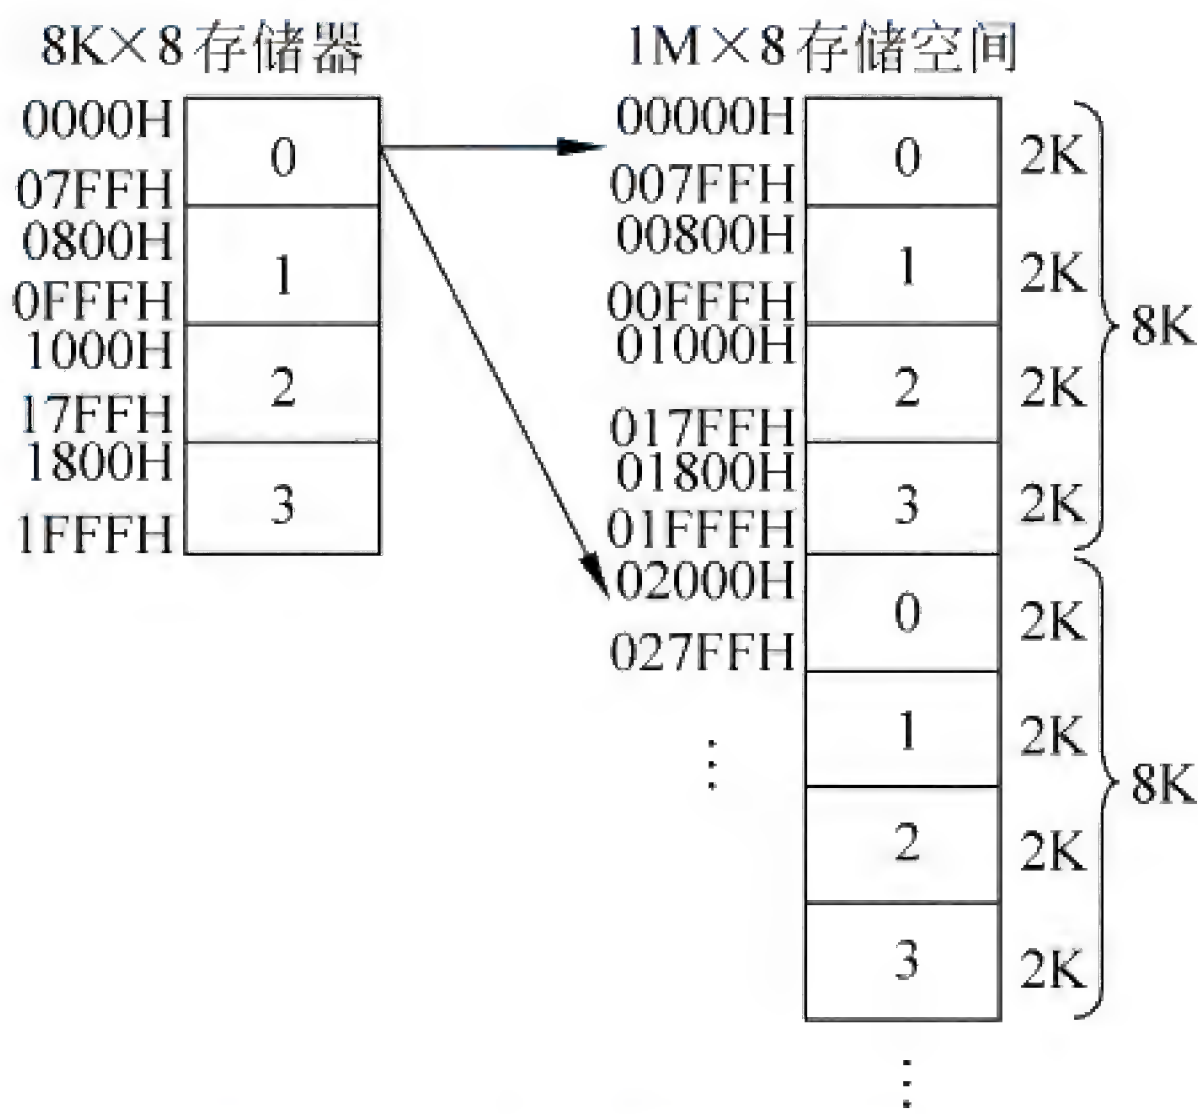 8K×8存储器
0000H
0
07FFH
0800H
1
0FFFH
1000H
2
17FFH
1800H
3
1FFFH
1M×8存储空间
00000H
0
2K
007FFH
00800H
1
2K
00FFFH
01000H
2
2K
017FFH
01800H
3
2K
01FFFH
8K
02000H
0
2K
027FFH
1
2K
⋮
2
2K
3
2K
8K
⋮